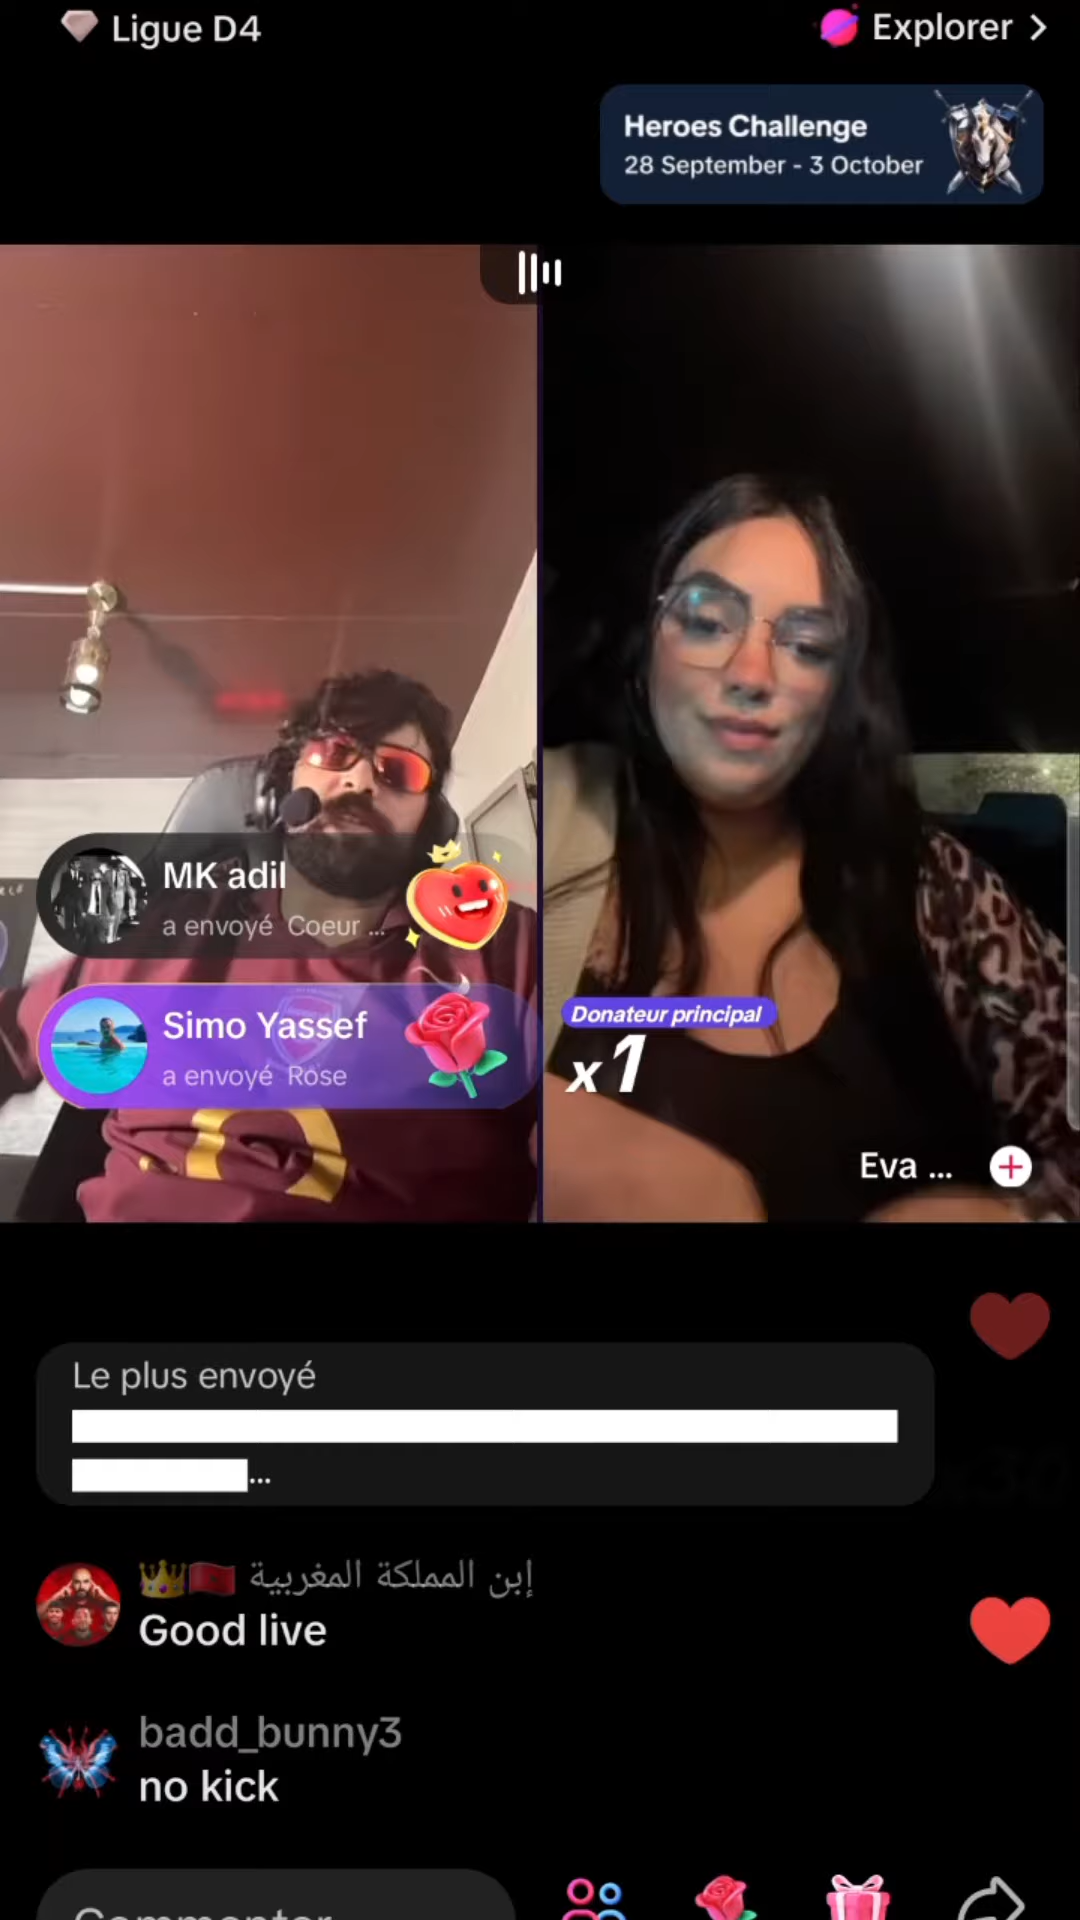 Ligue D4
Explorer >
Heroes Challenge
28 September - 3 October
MK adil
a envoyé Coeur ...
Simo Yassef
a envoyé Rose
Donateur principal
x1
Eva ...
Le plus envoyé
...
إبن المملكة المغربية 🇲🇦👑
Good live
badd_bunny3
no kick
Commenter